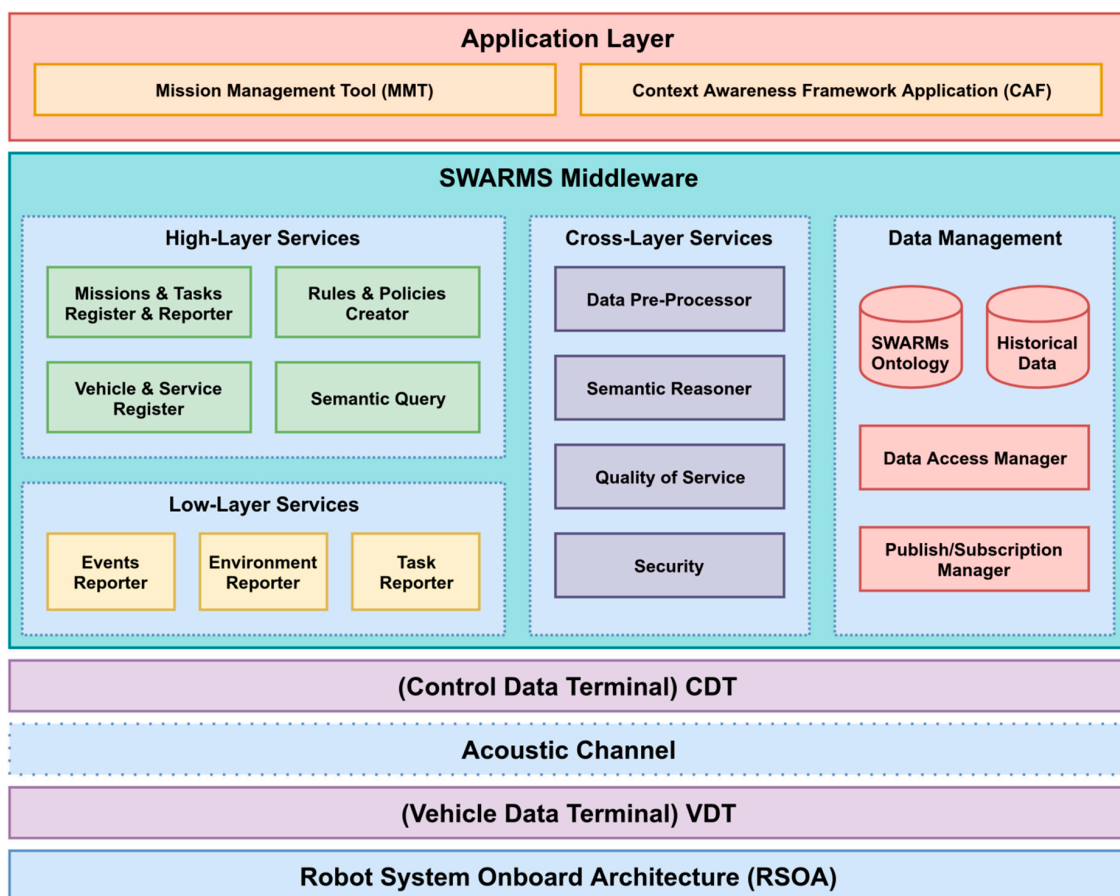 Application Layer
Mission Management Tool (MMT)
Context Awareness Framework Application (CAF)
SWARMS Middleware
High-Layer Services
Missions & Tasks
Register & Reporter
Rules & Policies
Creator
Vehicle & Service
Register
Semantic Query
Low-Layer Services
Events
Reporter
Environment
Reporter
Task
Reporter
Cross-Layer Services
Data Pre-Processor
Semantic Reasoner
Quality of Service
Security
Data Management
SWARMs
Ontology
Historical
Data
Data Access Manager
Publish/Subscription
Manager
(Control Data Terminal) CDT
Acoustic Channel
(Vehicle Data Terminal) VDT
Robot System Onboard Architecture (RSOA)